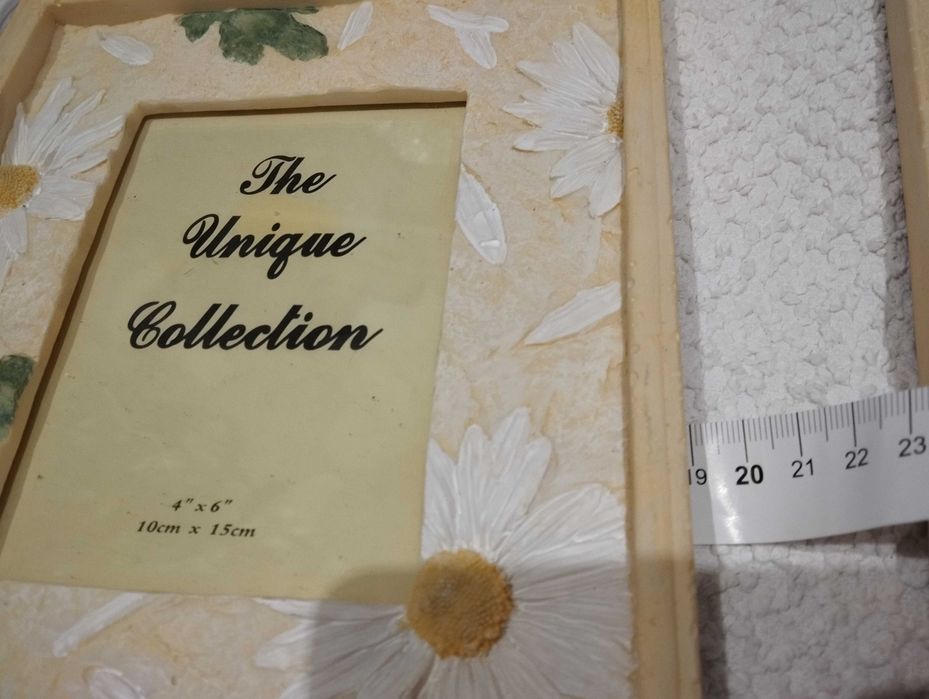 The
Unique
Collection
4" x 6"
10cm x 15cm
19 20 21 22 23